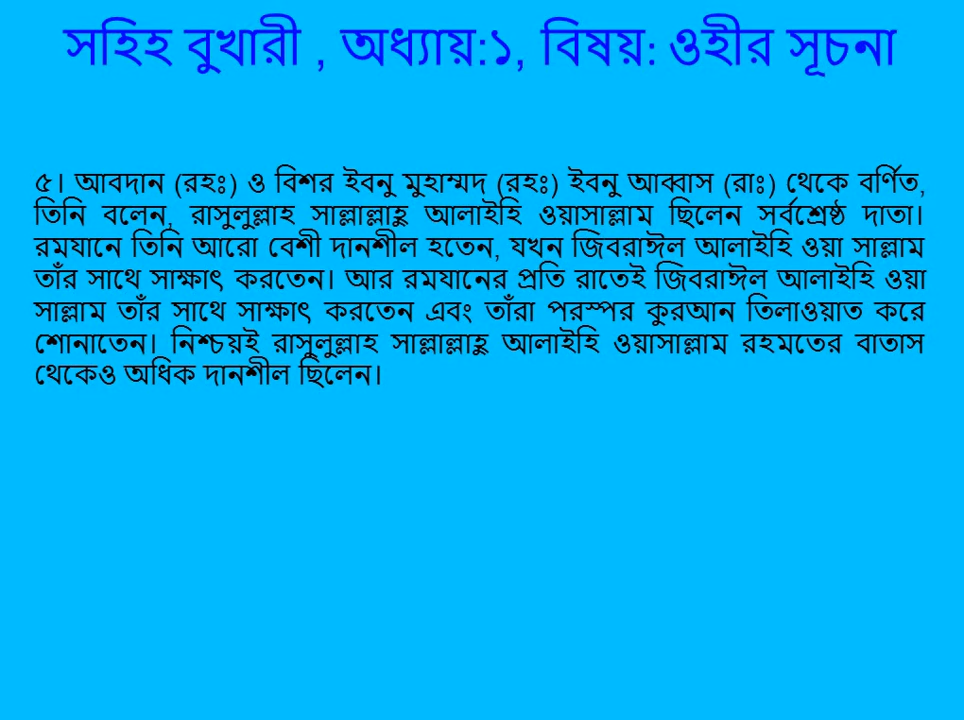 সহিহ বুখারী , অধ্যায়:১, বিষয়: ওহীর সূচনা
৫। আবদান (রহঃ) ও বিশর ইবনু মুহাম্মদ (রহঃ) ইবনু আব্বাস (রাঃ) থেকে বর্ণিত,
তিনি বলেন, রাসুলুল্লাহ সাল্লাল্লাহু আলাইহি ওয়াসাল্লাম ছিলেন সর্বশ্রেষ্ঠ দাতা।
রমযানে তিনি আরো বেশী দানশীল হতেন, যখন জিবরাঈল আলাইহি ওয়া সাল্লাম
তাঁর সাথে সাক্ষাৎ করতেন। আর রমযানের প্রতি রাতেই জিবরাঈল আলাইহি ওয়া
সাল্লাম তাঁর সাথে সাক্ষাৎ করতেন এবং তাঁরা পরস্পর কুরআন তিলাওয়াত করে
শোনাতেন। নিশ্চয়ই রাসুলুল্লাহ সাল্লাল্লাহু আলাইহি ওয়াসাল্লাম রহমতের বাতাস
থেকেও অধিক দানশীল ছিলেন।